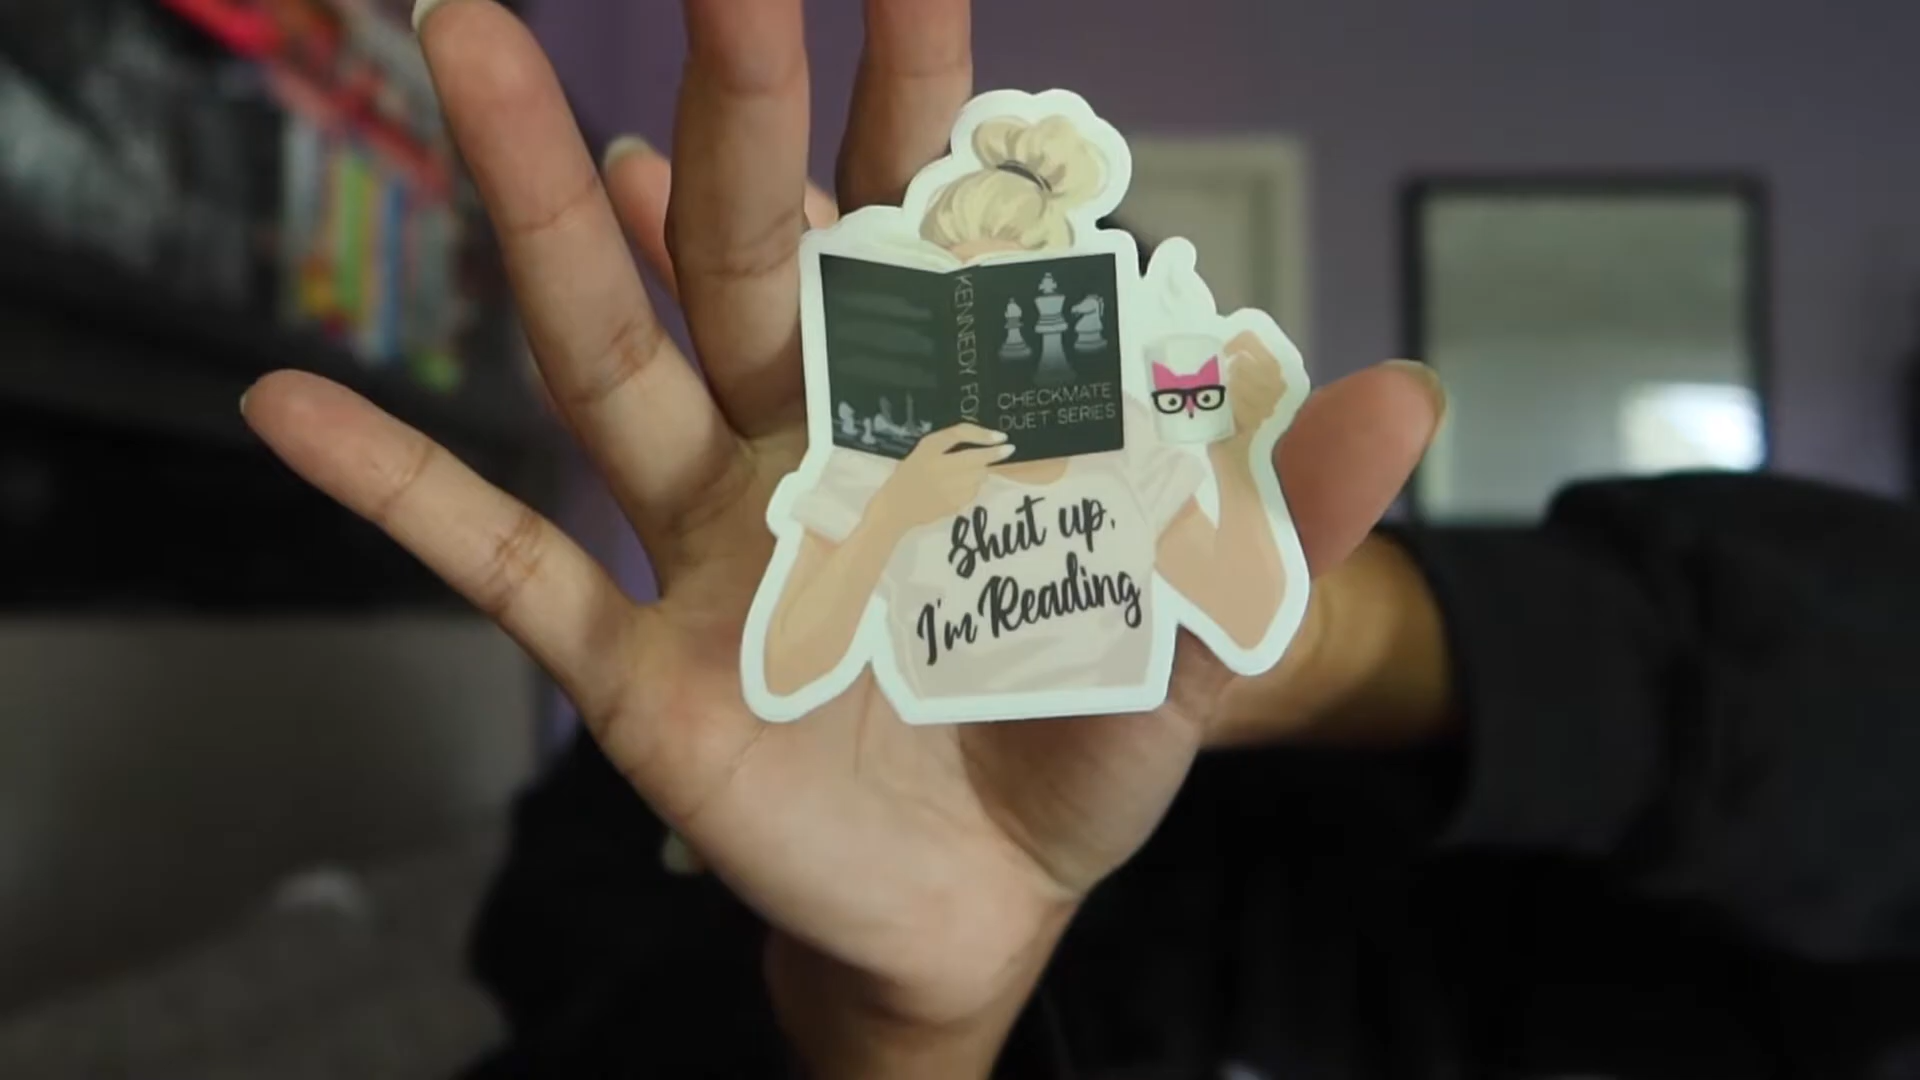 KENNEDY FOX
CHECKMATE
DUET SERIES
Shut up,
I'm Reading